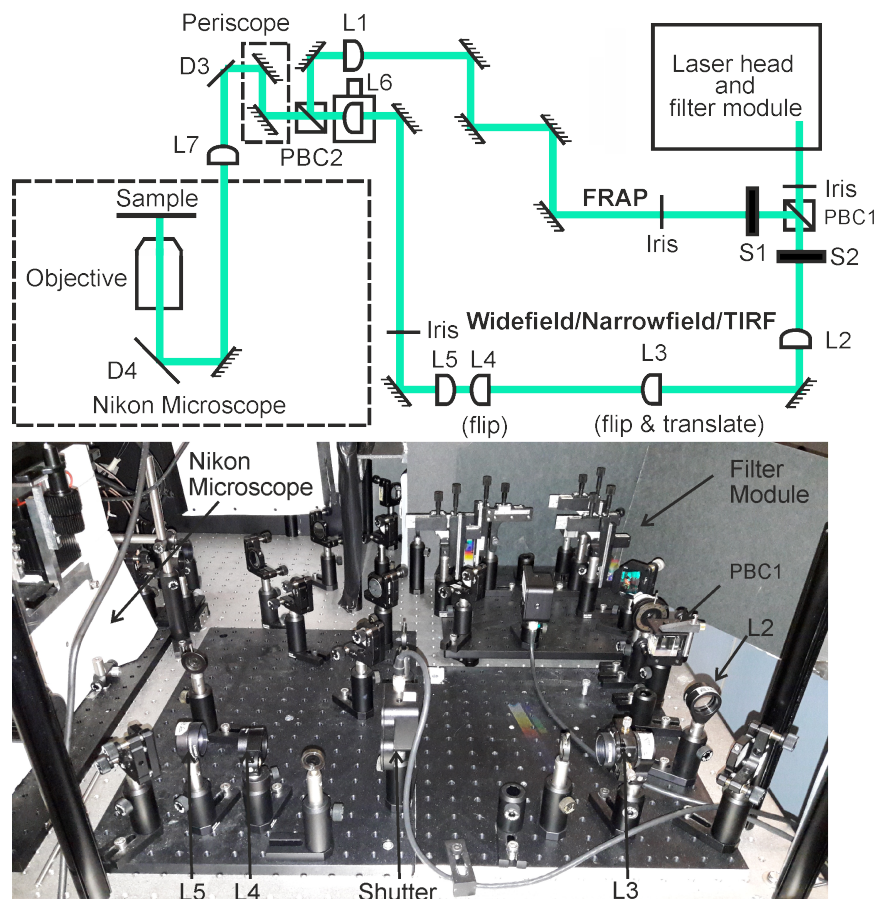 Periscope
L1
D3
L6
Laser head
and
filter module
L7
PBC2
Iris
PBC1
FRAP
Sample
Iris
S1
S2
Objective
Widefield/Narrowfield/TIRF
Iris
L2
L5
L4
L3
D4
Nikon Microscope
(flip)
(flip & translate)
Nikon
Microscope
Filter
Module
PBC1
L2
L5
L4
Shutter
L3